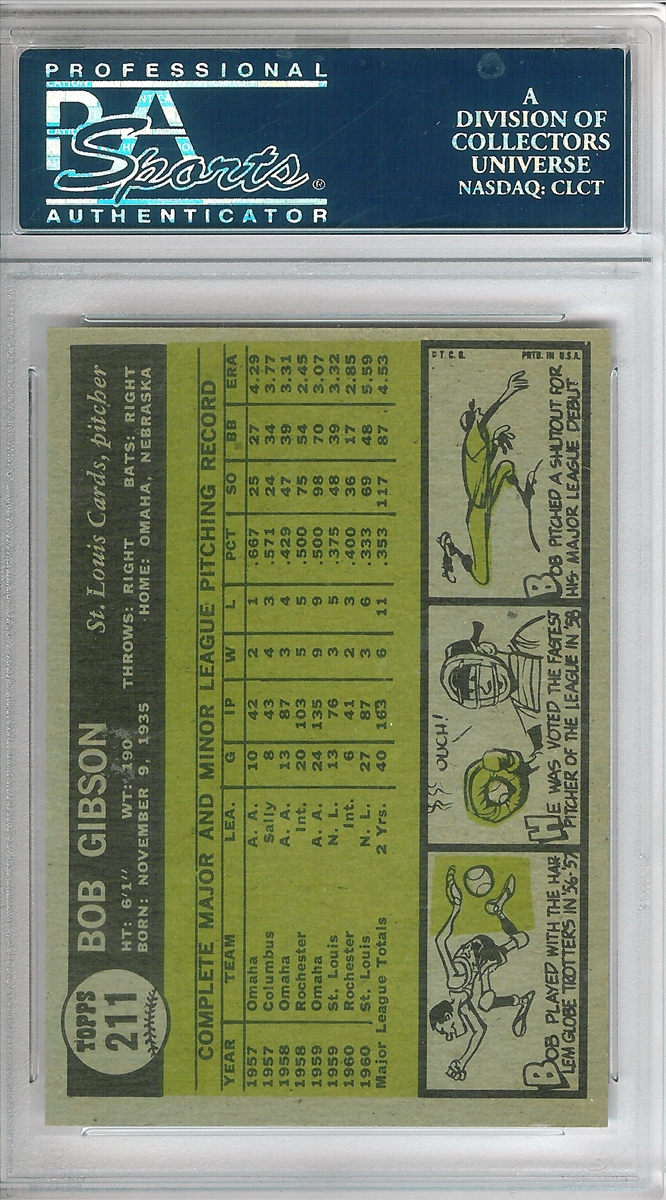 PROFESSIONAL
PSA
Sports®
AUTHENTICATOR
A
DIVISION OF
COLLECTORS
UNIVERSE
NASDAQ: CLCT
TOPPS
211
BOB GIBSON St. Louis Cards, pitcher
HT: 6'1" WT: 190 THROWS: RIGHT BATS: RIGHT
BORN: NOVEMBER 9, 1935 HOME: OMAHA, NEBRASKA
COMPLETE MAJOR AND MINOR LEAGUE PITCHING RECORD
YEAR TEAM LEA. G IP W L PCT SO BB ERA
1957 Omaha A. A. 10 42 2 1 .667 25 27 4.29
1957 Columbus Sally 8 43 4 3 .571 24 34 3.77
1958 Omaha A. A. 13 87 3 4 .429 47 39 3.31
1958 Rochester Int. 20 103 5 5 .500 75 54 2.45
1959 Omaha A. A. 24 135 9 9 .500 98 70 3.07
1959 St. Louis N. L. 13 76 3 5 .375 48 39 3.32
1960 Rochester Int. 6 41 2 3 .400 36 17 2.85
1960 St. Louis N. L. 27 87 3 6 .333 69 48 5.59
Major League Totals 2 Yrs. 40 163 6 11 .353 117 87 4.53
BOB PLAYED WITH THE HAR
LEM GLOBE TROTTERS IN '56-'57
OUCH!
HE WAS VOTED THE FASTEST
PITCHER OF THE LEAGUE IN '58
© T. C. G. PRTD. IN U.S.A.
BOB PITCHED A SHUTOUT FOR
HIS MAJOR LEAGUE DEBUT